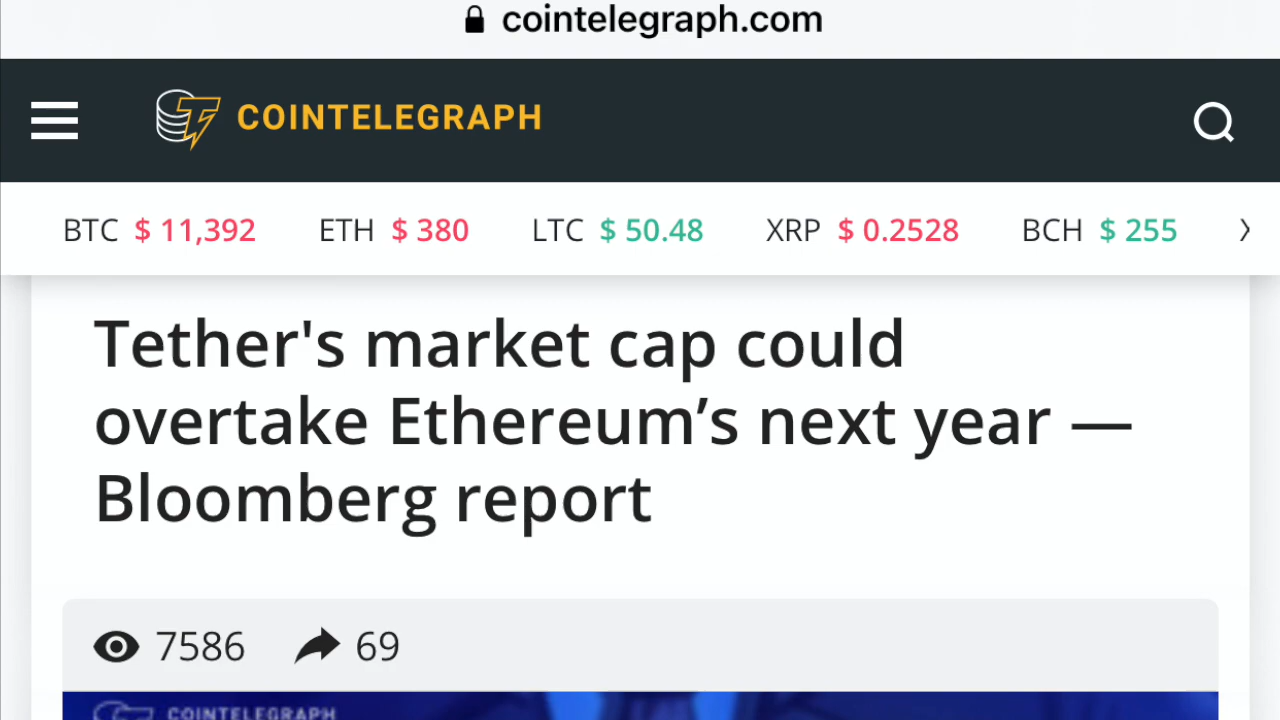 cointelegraph.com
COINTELEGRAPH
BTC $ 11,392 ETH $ 380 LTC $ 50.48 XRP $ 0.2528 BCH $ 255 X
Tether's market cap could
overtake Ethereum’s next year —
Bloomberg report
7586 69
COINTELEGRAPH